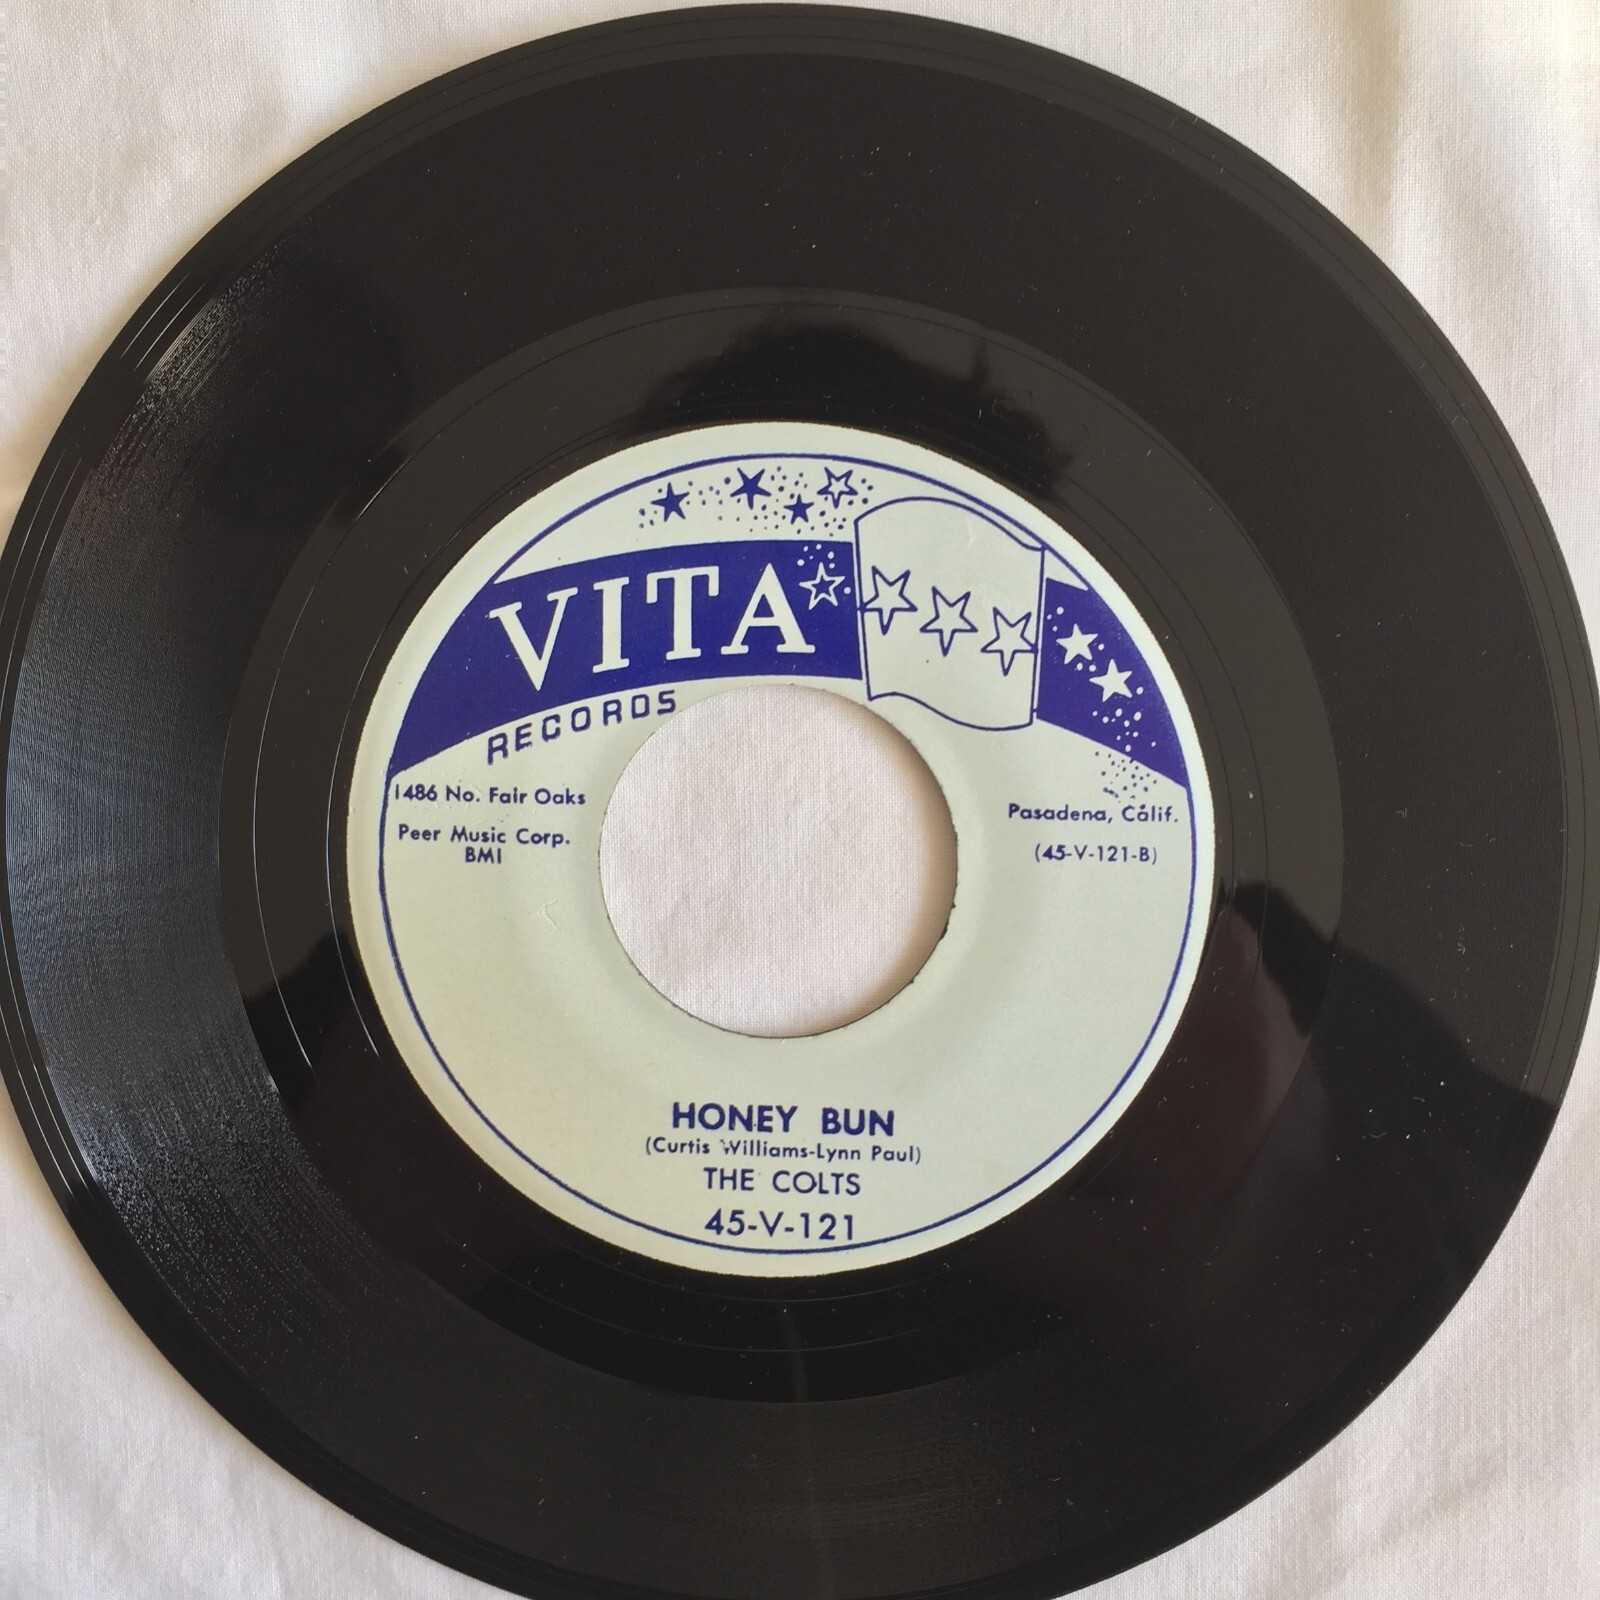 VITA
RECORDS
1486 No. Fair Oaks
Peer Music Corp.
BMI
Pasadena, Calif.
(45-V-121-B)
HONEY BUN
(Curtis Williams-Lynn Paul)
THE COLTS
45-V-121